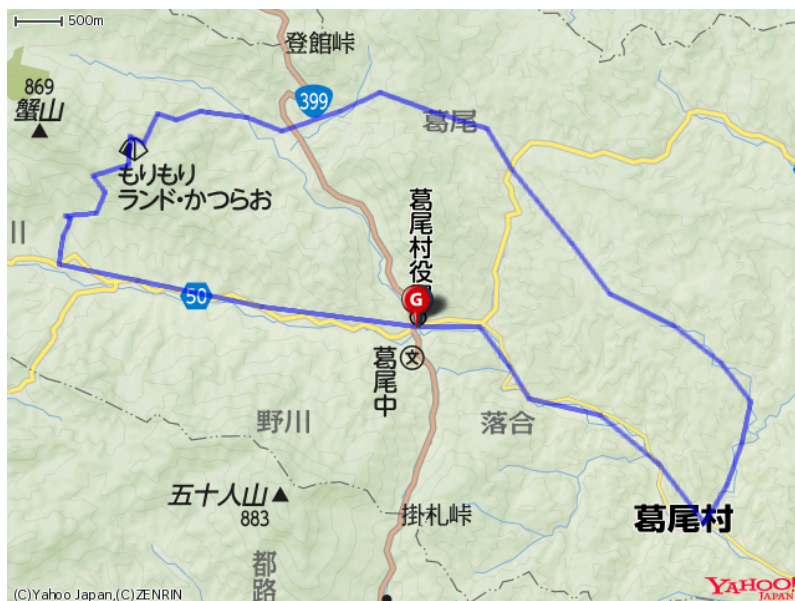 500m
登館峠
869
蟹山
399
葛尾
もりもり
ランド・かつらお
川
葛尾村役
50
G
文
葛尾中
野川
落合
五十人山
883
掛札峠
葛尾村
都路
(C)Yahoo Japan,(C)ZENRIN
YAHOO!
JAPAN